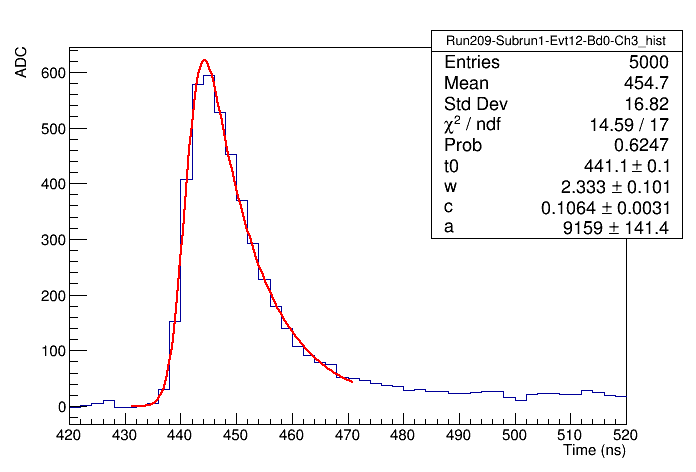 Run209-Subrun1-Evt12-Bd0-Ch3_hist
Entries 5000
Mean 454.7
Std Dev 16.82
χ² / ndf 14.59 / 17
Prob 0.6247
t0 441.1 ± 0.1
w 2.333 ± 0.101
c 0.1064 ± 0.0031
a 9159 ± 141.4
ADC
600
500
400
300
200
100
0
420 430 440 450 460 470 480 490 500 510 520
Time (ns)